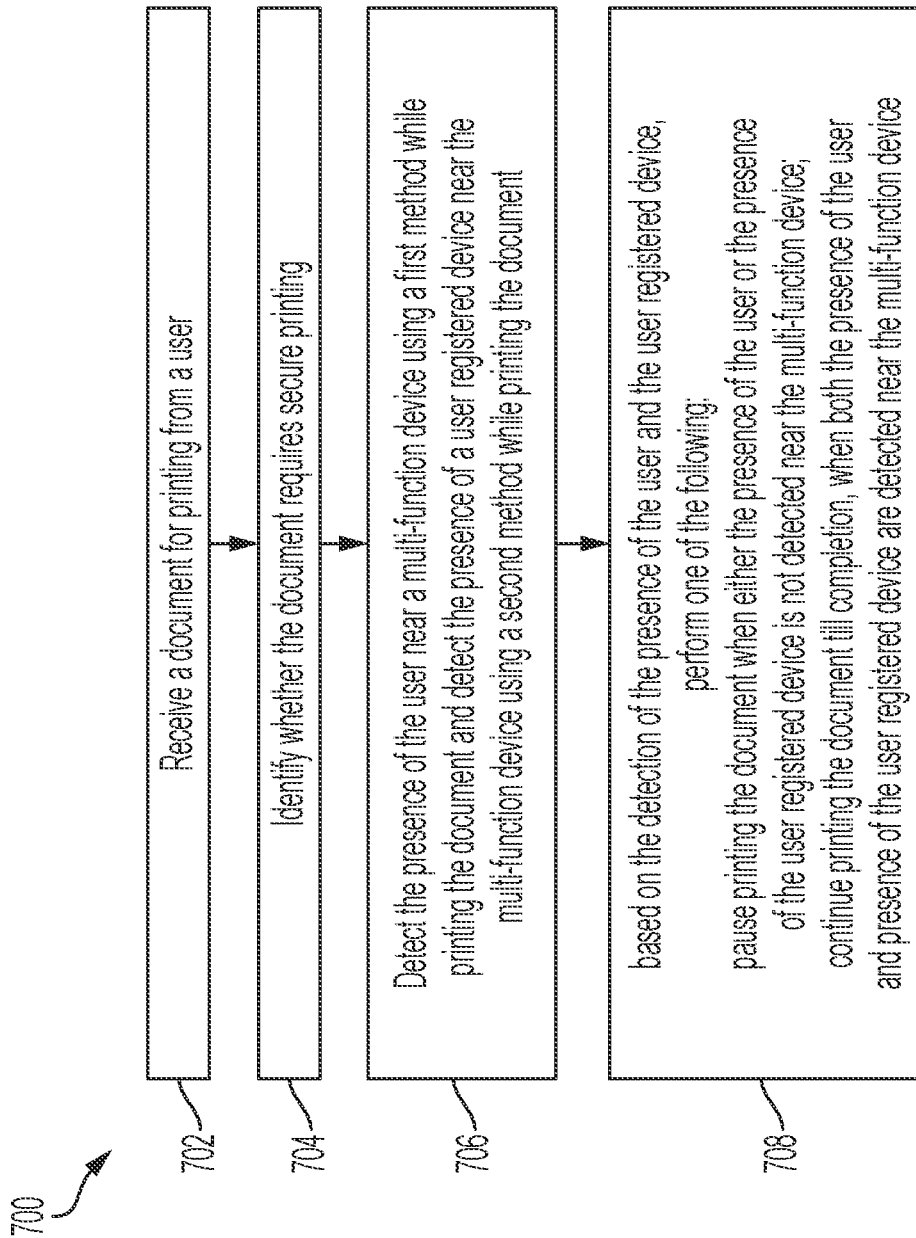 700
702
Receive a document for printing from a user
704
Identify whether the document requires secure printing
706
Detect the presence of the user near a multi-function device using a first method while
printing the document and detect the presence of a user registered device near the
multi-function device using a second method while printing the document
708
based on the detection of the presence of the user and the user registered device,
perform one of the following:
pause printing the document when either the presence of the user or the presence
of the user registered device is not detected near the multi-function device;
continue printing the document till completion, when both the presence of the user
and presence of the user registered device are detected near the multi-function device